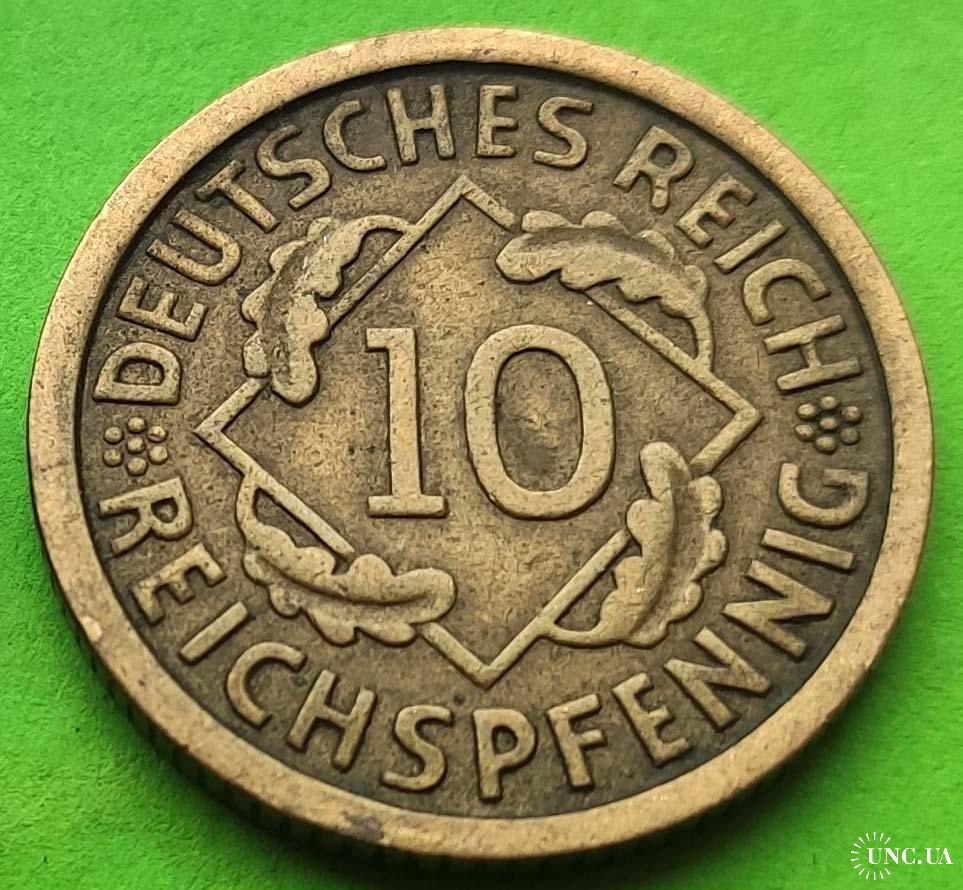 DEUTSCHES REICH
10
REICHSPFENNIG
UNC.UA